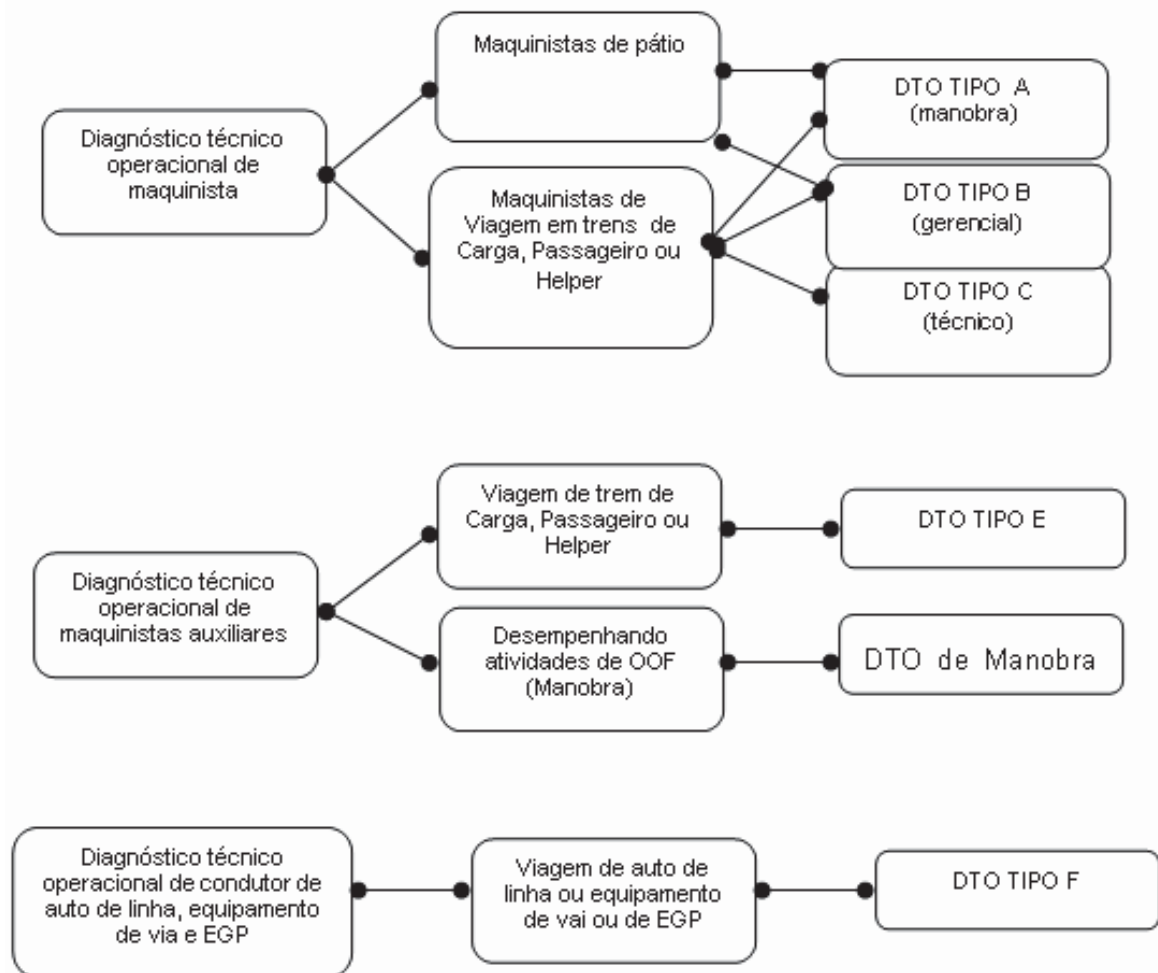 Diagnóstico técnico
operacional de
maquinista
Maquinistas de pátio
Maquinistas de
Viagem em trens de
Carga, Passageiro ou
Helper
DTO TIPO A
(manobra)
DTO TIPO B
(gerencial)
DTO TIPO C
(técnico)
Diagnóstico técnico
operacional de
maquinistas auxiliares
Viagem de trem de
Carga, Passageiro ou
Helper
DTO TIPO E
Desempenhando
atividades de OOF
(Manobra)
DTO de Manobra
Diagnóstico técnico
operacional de condutor de
auto de linha, equipamento
de via e EGP
Viagem de auto de
linha ou equipamento
de vai ou de EGP
DTO TIPO F